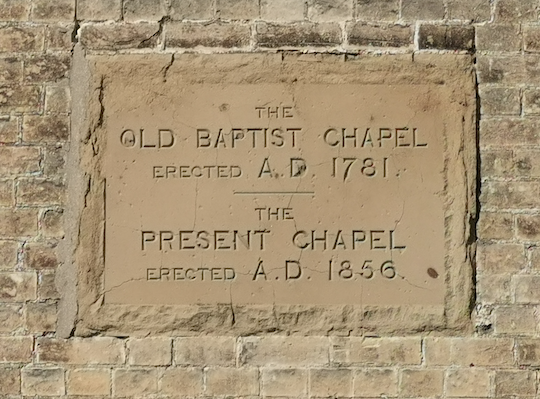 THE
OLD BAPTIST CHAPEL
ERECTED A.D. 1781.
THE
PRESENT CHAPEL
ERECTED A.D. 1856.